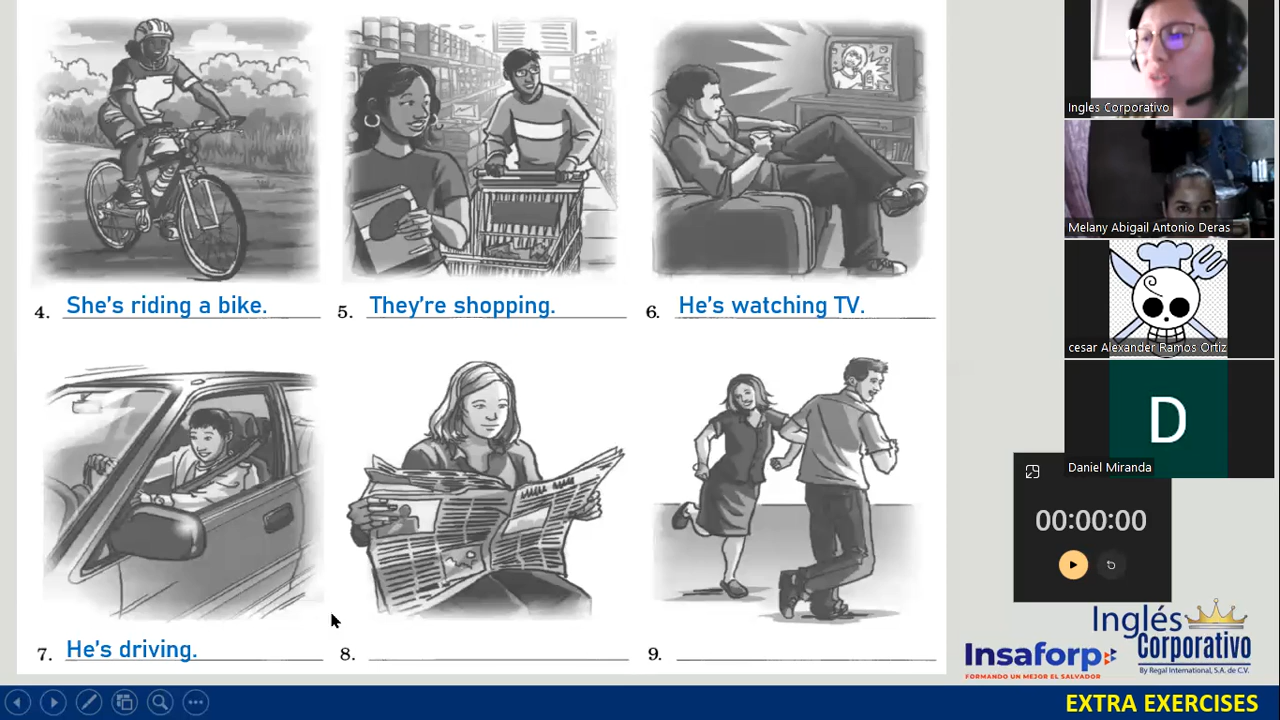 Ingles Corporativo
Melany Abigail Antonio Deras
4. She's riding a bike.
5. They're shopping.
6. He's watching TV.
cesar Alexander Ramos Ortiz
D
Daniel Miranda
00:00:00
7. He's driving.
8.
9.
Inglés
Corporativo
By Regal International, S.A. de C.V.
Insaforp
FORMANDO UN MEJOR EL SALVADOR
EXTRA EXERCISES